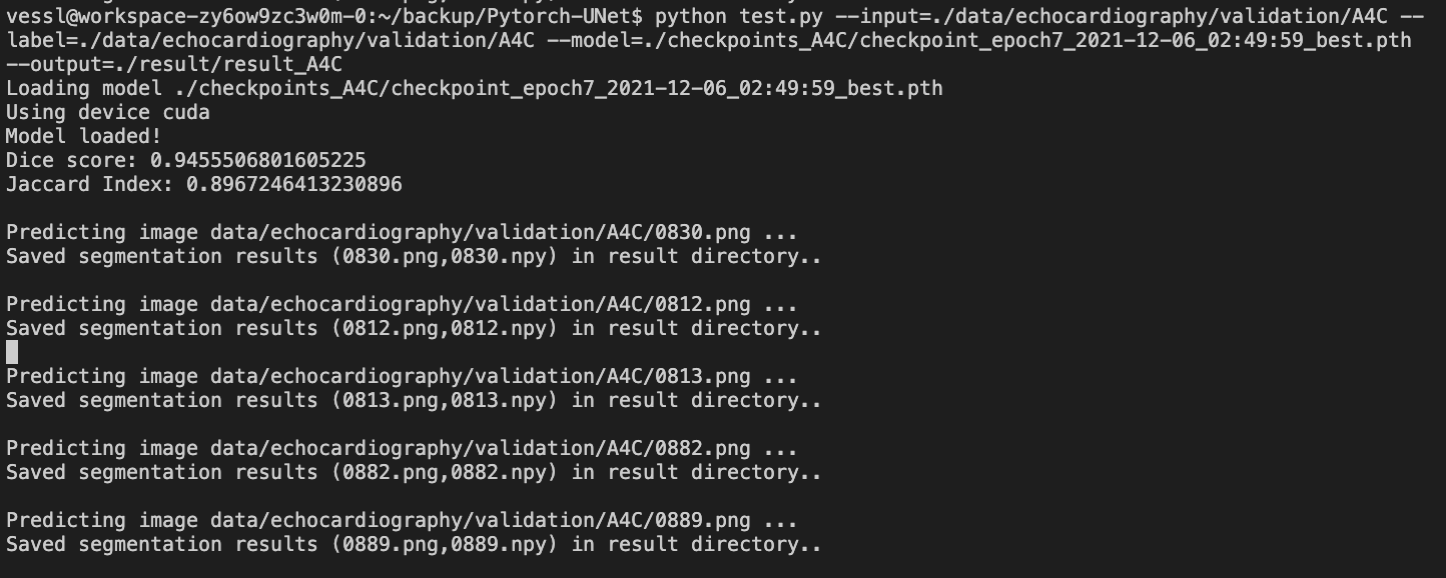 vessl@workspace-zy6ow9zc3w0m-0:~/backup/Pytorch-UNet$ python test.py --input=./data/echocardiography/validation/A4C --
label=./data/echocardiography/validation/A4C --model=./checkpoints_A4C/checkpoint_epoch7_2021-12-06_02:49:59_best.pth
--output=./result/result_A4C
Loading model ./checkpoints_A4C/checkpoint_epoch7_2021-12-06_02:49:59_best.pth
Using device cuda
Model loaded!
Dice score: 0.9455506801605225
Jaccard Index: 0.8967246413230896
Predicting image data/echocardiography/validation/A4C/0830.png ...
Saved segmentation results (0830.png,0830.npy) in result directory..
Predicting image data/echocardiography/validation/A4C/0812.png ...
Saved segmentation results (0812.png,0812.npy) in result directory..
Predicting image data/echocardiography/validation/A4C/0813.png ...
Saved segmentation results (0813.png,0813.npy) in result directory..
Predicting image data/echocardiography/validation/A4C/0882.png ...
Saved segmentation results (0882.png,0882.npy) in result directory..
Predicting image data/echocardiography/validation/A4C/0889.png ...
Saved segmentation results (0889.png,0889.npy) in result directory..